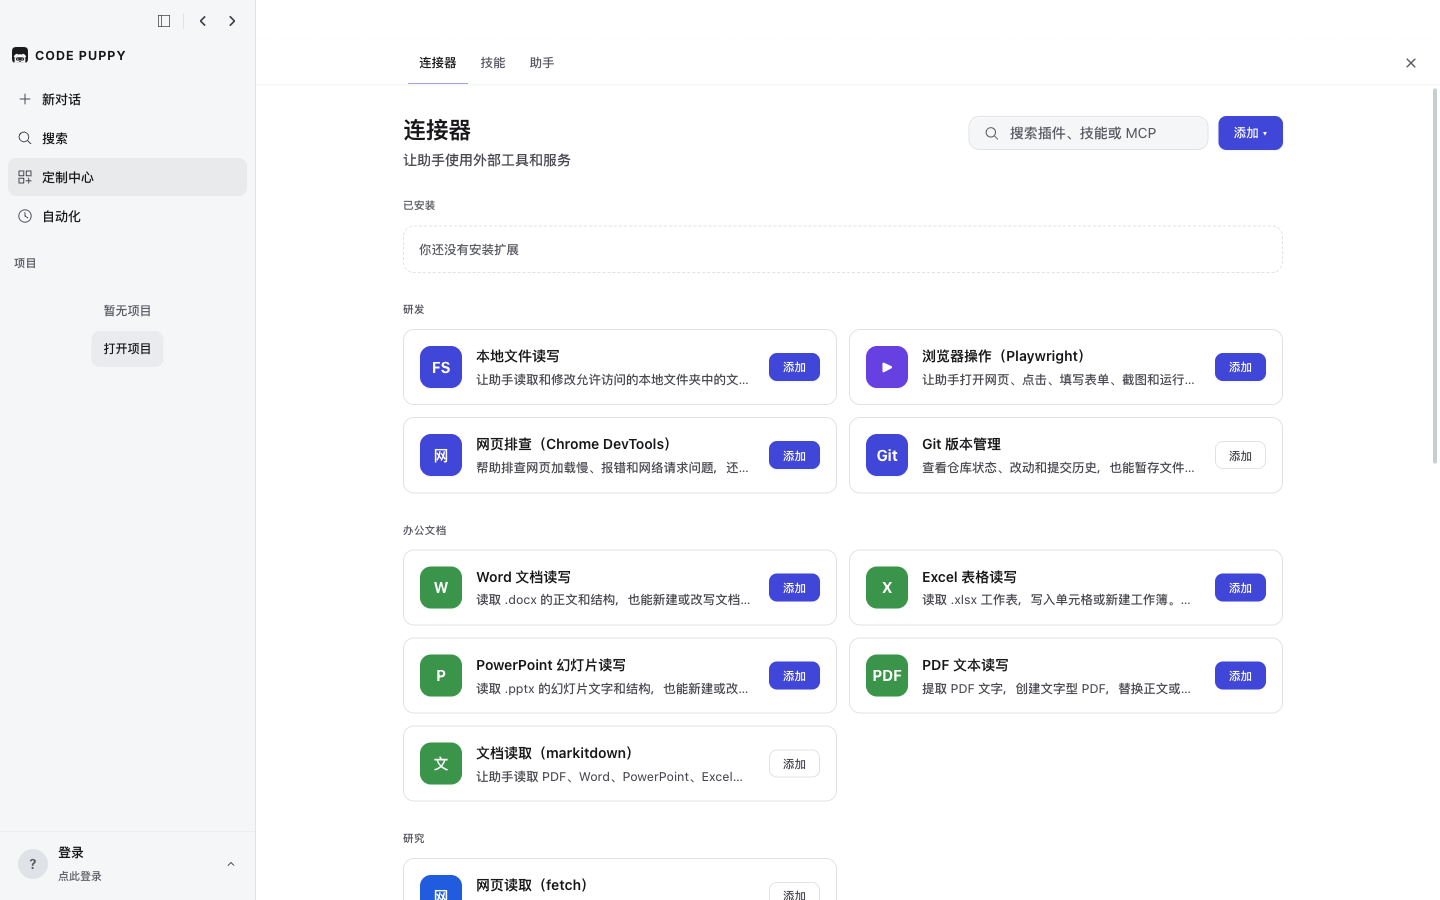 CODE PUPPY
新对话
搜索
定制中心
自动化
项目
暂无项目
打开项目
?
登录
点此登录
连接器
技能
助手
连接器
让助手使用外部工具和服务
搜索插件、技能或 MCP
添加
已安装
你还没有安装扩展
研发
FS
本地文件读写
让助手读取和修改允许访问的本地文件夹中的文...
添加
浏览器操作（Playwright）
让助手打开网页、点击、填写表单、截图和运行...
添加
网
网页排查（Chrome DevTools）
帮助排查网页加载慢、报错和网络请求问题，还...
添加
Git
Git 版本管理
查看仓库状态、改动和提交历史，也能暂存文件...
添加
办公文档
W
Word 文档读写
读取 .docx 的正文和结构，也能新建或改写文档...
添加
X
Excel 表格读写
读取 .xlsx 工作表，写入单元格或新建工作簿。...
添加
P
PowerPoint 幻灯片读写
读取 .pptx 的幻灯片文字和结构，也能新建或改...
添加
PDF
PDF 文本读写
提取 PDF 文字，创建文字型 PDF，替换正文或...
添加
文
文档读取（markitdown）
让助手读取 PDF、Word、PowerPoint、Excel...
添加
研究
网
网页读取（fetch）
添加